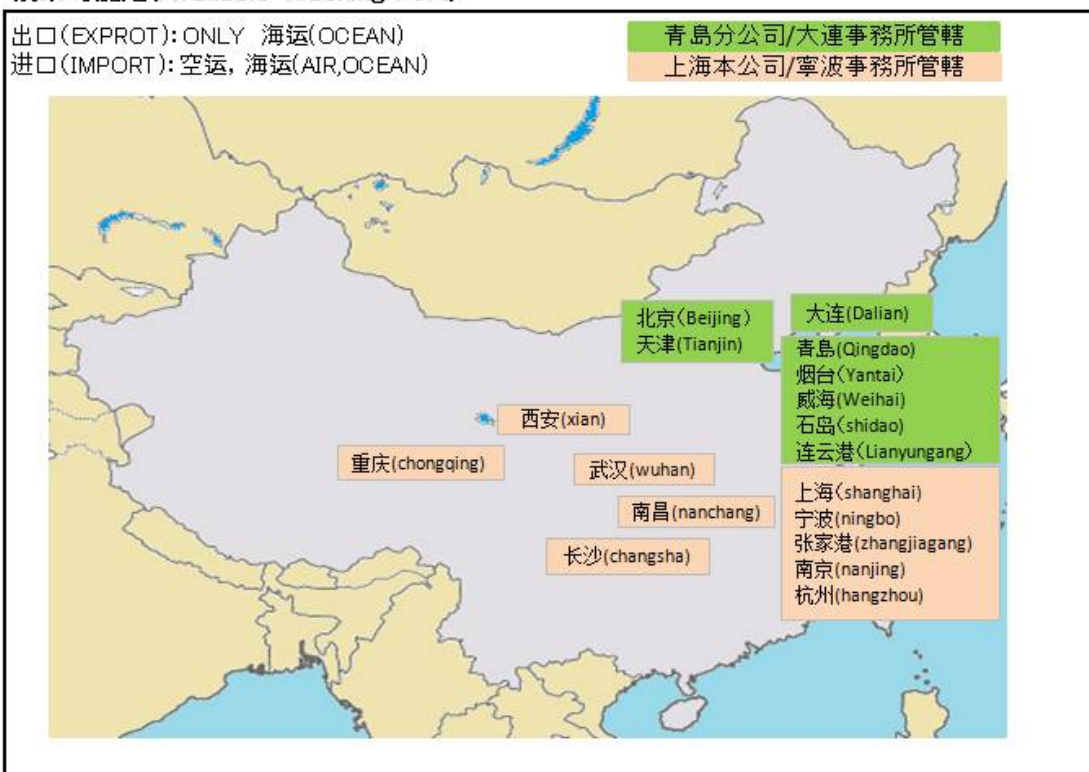 出口(EXPROT): ONLY 海运(OCEAN)
进口(IMPORT): 空运, 海运(AIR,OCEAN)
青島分公司/大連事務所管轄
上海本公司/寧波事務所管轄
北京(Beijing)
天津(Tianjin)
大连(Dalian)
青島(Qingdao)
烟台(Yantai)
威海(Weihai)
石岛(shidao)
连云港(Lianyungang)
西安(xian)
重庆(chongqing)
武汉(wuhan)
南昌(nanchang)
长沙(changsha)
上海(shanghai)
宁波(ningbo)
张家港(zhangjiagang)
南京(nanjing)
杭州(hangzhou)